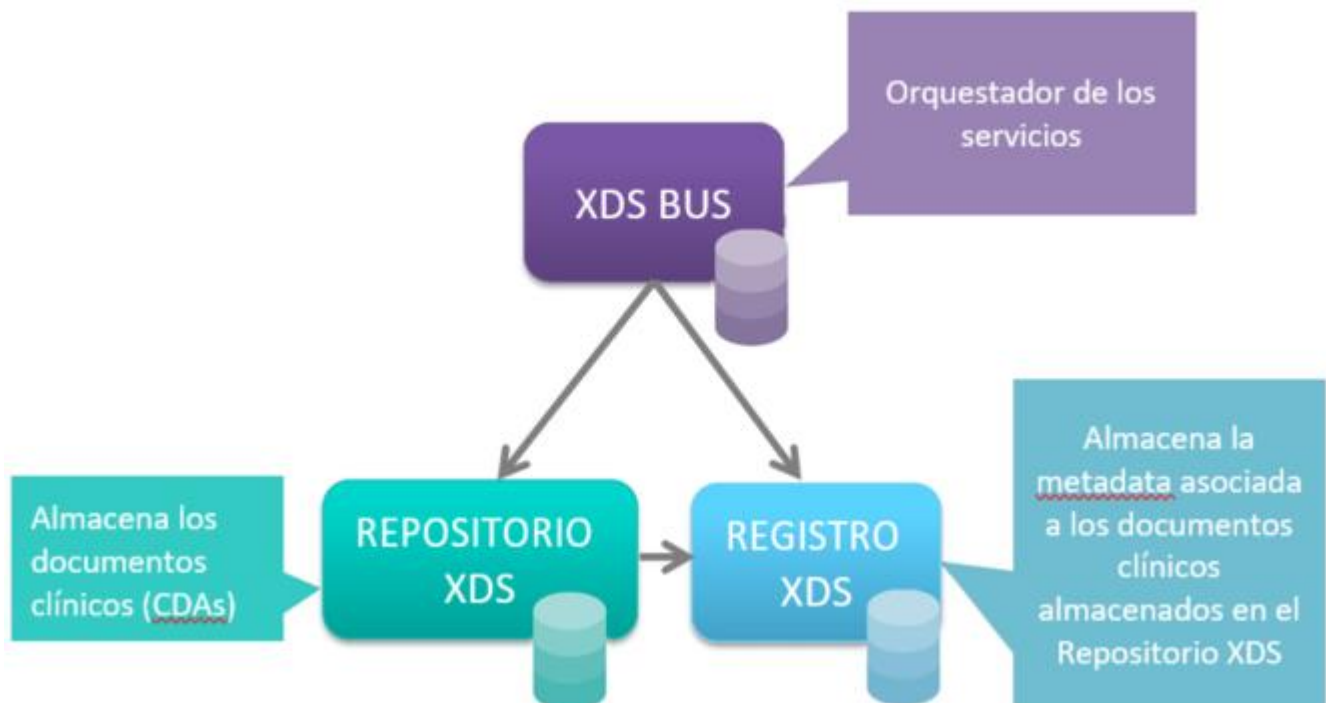 Orquestador de los
servicios
XDS BUS
Almacena los
documentos
clínicos (CDAs)
REPOSITORIO
XDS
REGISTRO
XDS
Almacena la
metadata asociada
a los documentos
clínicos
almacenados en el
Repositorio XDS